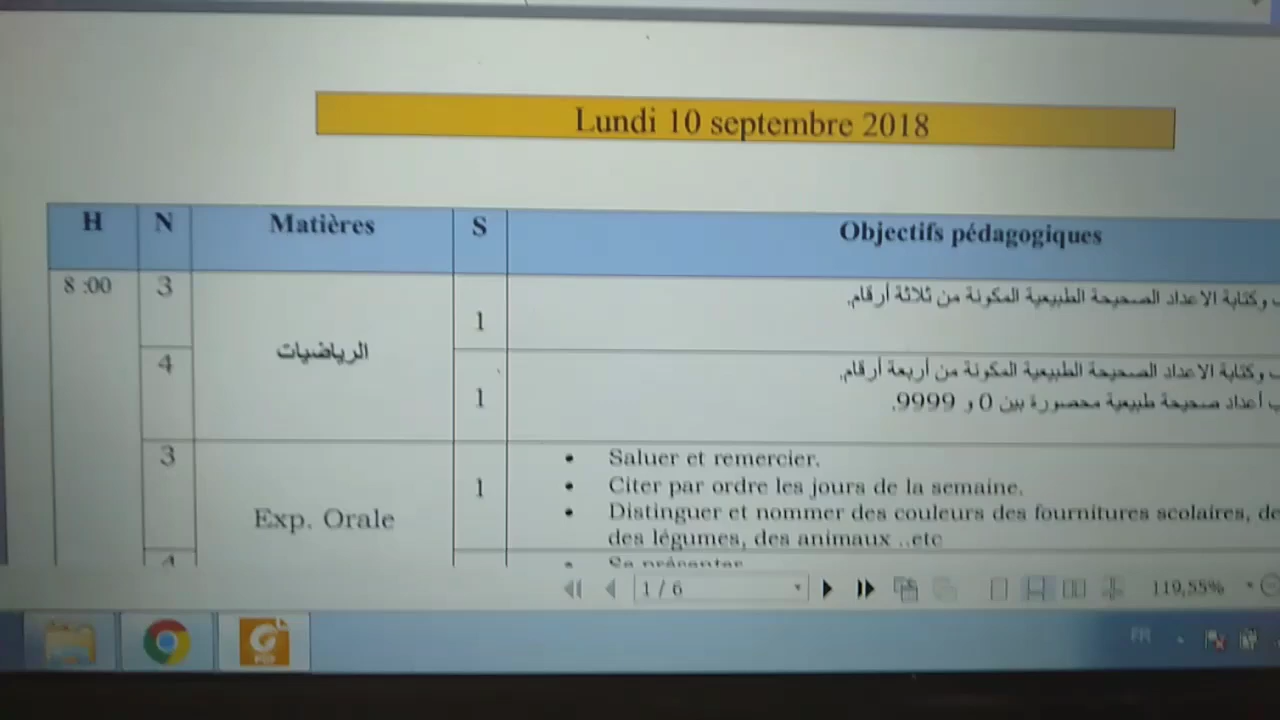 Lundi 10 septembre 2018
H N Matières S Objectifs pédagogiques
8 :00 3 1 وكتابة الاعداد الصحيحة الطبيعية المكونة من ثلاثة أرقام.
الرياضيات
4 1 وكتابة الاعداد الصحيحة الطبيعية المكونة من أربعة أرقام.
أعداد صحيحة طبيعية محصورة بين 0 و 9999.
3 Exp. Orale 1 • Saluer et remercier.
• Citer par ordre les jours de la semaine.
• Distinguer et nommer des couleurs des fournitures scolaires,
des légumes, des animaux ..etc
4 •
1 / 6 119,55%
FR
PDF